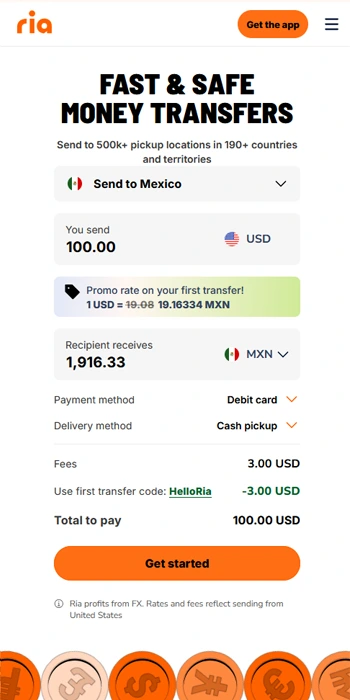 ria
Get the app
FAST & SAFE
MONEY TRANSFERS
Send to 500k+ pickup locations in 190+ countries
and territories
Send to Mexico
You send
100.00
USD
Promo rate on your first transfer!
1 USD = 19.08 19.16334 MXN
Recipient receives
1,916.33
MXN
Payment method Debit card
Delivery method Cash pickup
Fees 3.00 USD
Use first transfer code: HelloRia -3.00 USD
Total to pay 100.00 USD
Get started
Ria profits from FX. Rates and fees reflect sending from
United States